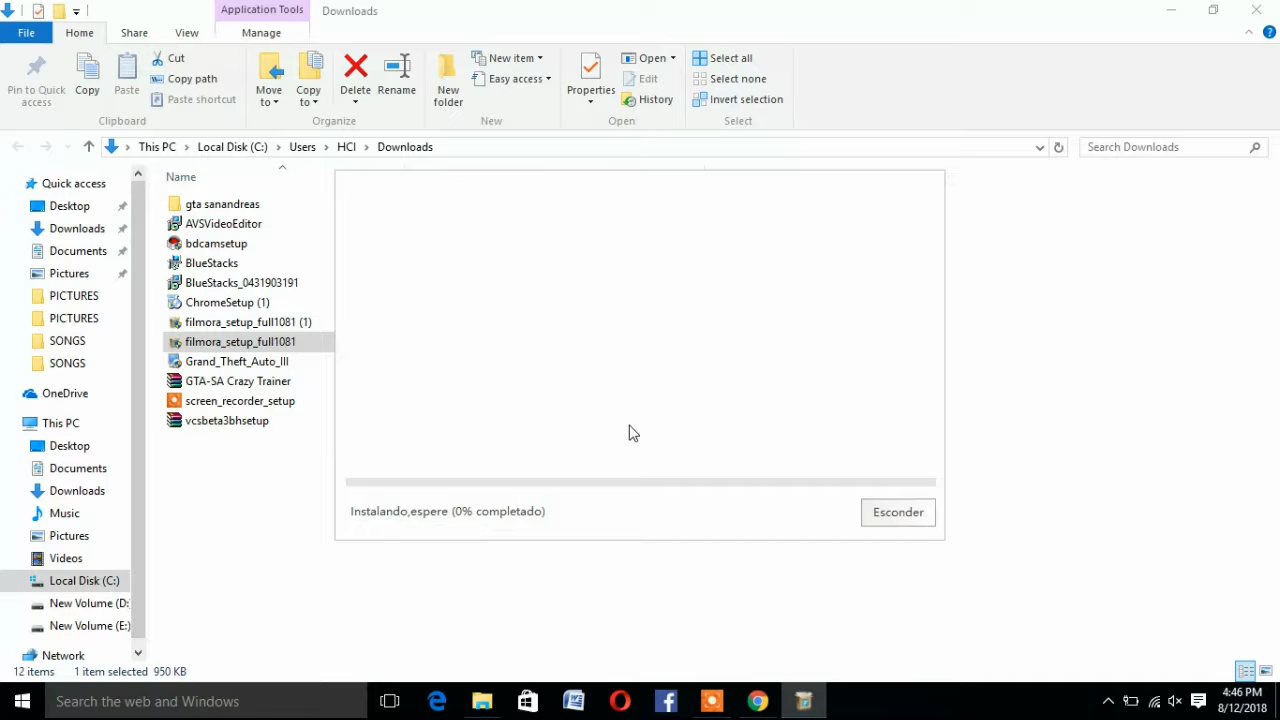 Application Tools
Downloads
File
Home
Share
View
Manage
Pin to Quick access
Copy
Paste
Cut
Copy path
Paste shortcut
Clipboard
Move to
Copy to
Delete
Rename
Organize
New folder
New item
Easy access
New
Properties
Open
Edit
History
Open
Select all
Select none
Invert selection
Select
This PC
Local Disk (C:)
Users
HCl
Downloads
Search Downloads
Quick access
Desktop
Downloads
Documents
Pictures
PICTURES
PICTURES
SONGS
SONGS
OneDrive
This PC
Desktop
Documents
Downloads
Music
Pictures
Videos
Local Disk (C:)
New Volume (D:
New Volume (E:)
Network
Name
gta sanandreas
AVSVideoEditor
bdcamsetup
BlueStacks
BlueStacks_0431903191
ChromeSetup (1)
filmora_setup_full1081 (1)
filmora_setup_full1081
Grand_Theft_Auto_III
GTA-SA Crazy Trainer
screen_recorder_setup
vcsbeta3bhsetup
Instalando,espere (0% completado)
Esconder
12 items
1 item selected
950 KB
Search the web and Windows
4:46 PM
8/12/2018